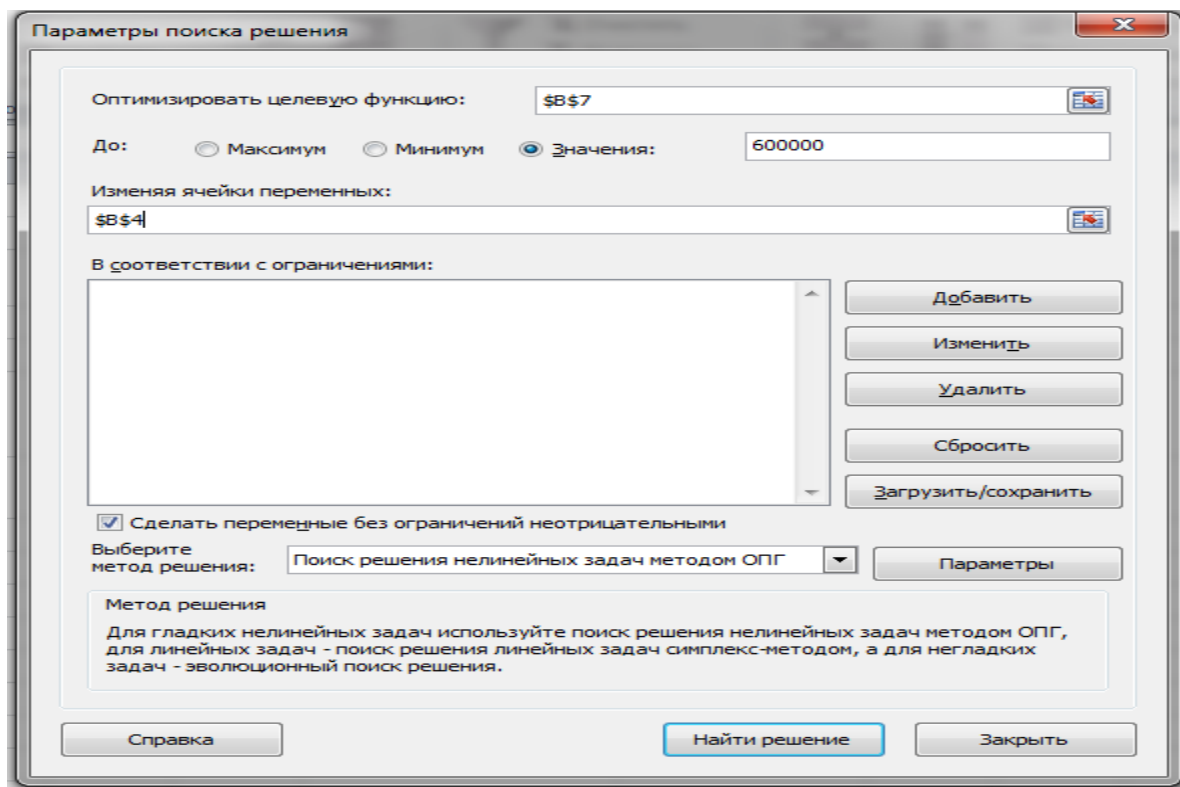 Параметры поиска решения
Оптимизировать целевую функцию: $B$7
До: Максимум Минимум Значения: 600000
Изменяя ячейки переменных:
$B$4
В соответствии с ограничениями:
Добавить
Изменить
Удалить
Сбросить
Загрузить/сохранить
Сделать переменные без ограничений неотрицательными
Выберите
метод решения: Поиск решения нелинейных задач методом ОПГ Параметры
Метод решения
Для гладких нелинейных задач используйте поиск решения нелинейных задач методом ОПГ,
для линейных задач - поиск решения линейных задач симплекс-методом, а для негладких
задач - эволюционный поиск решения.
Справка Найти решение Закрыть